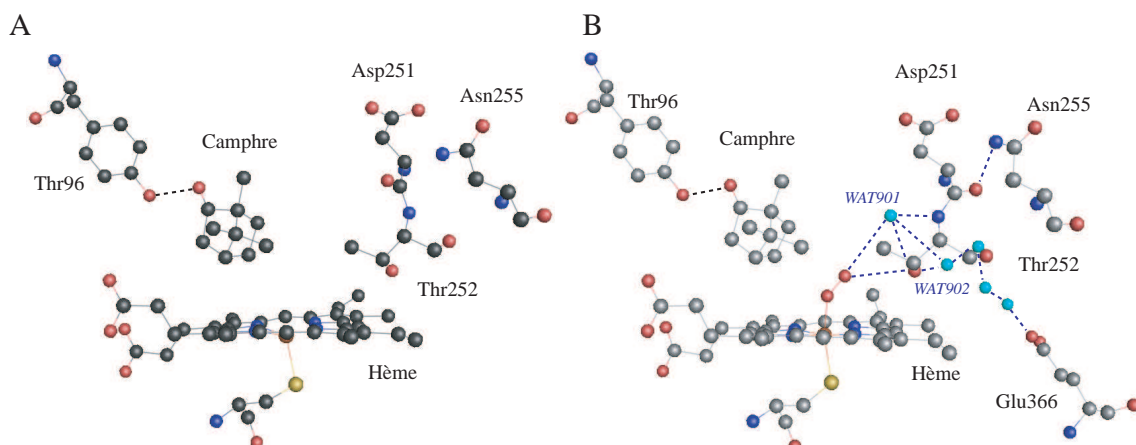 A
Asp251
Asn255
Camphre
Thr96
Thr252
Hème
B
Asp251
Thr96
Asn255
Camphre
WAT901
Thr252
WAT902
Hème
Glu366